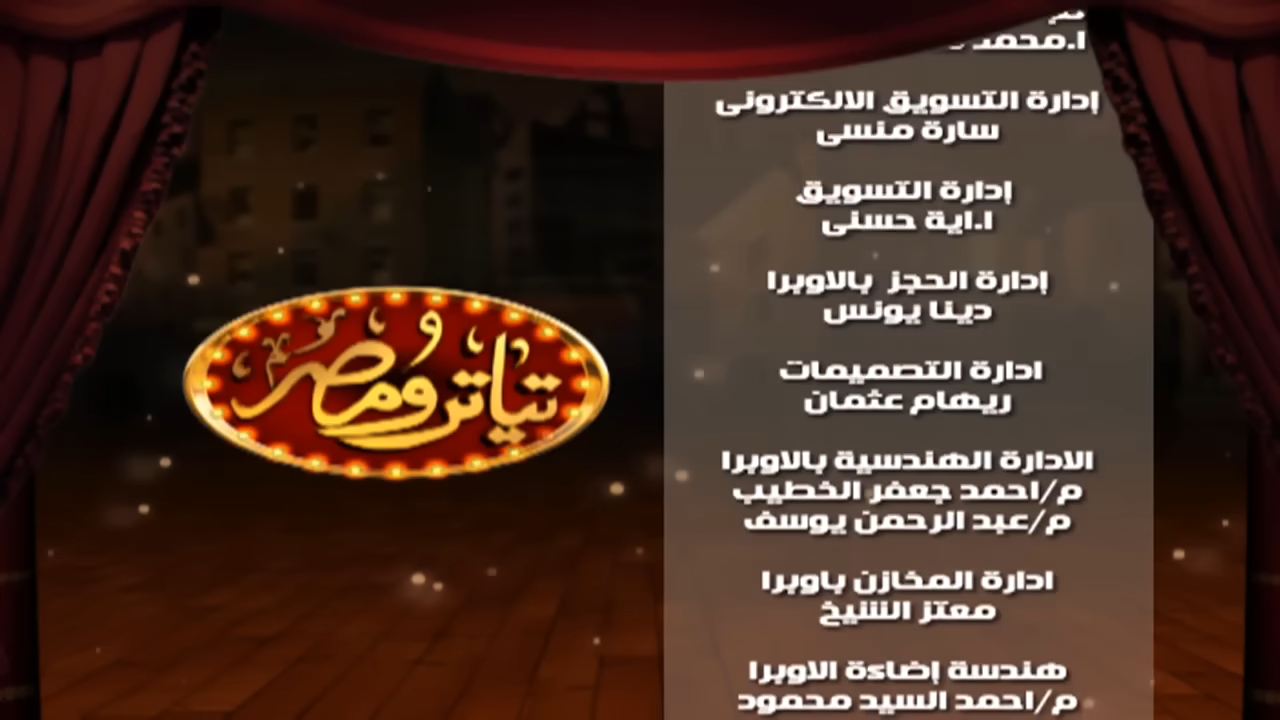 ا.محمد
إدارة التسويق الالكترونى
سارة منسى
إدارة التسويق
ا.اية حسنى
إدارة الحجز بالاوبرا
دينا يونس
ادارة التصميمات
ريهام عثمان
الادارة الهندسية بالاوبرا
م/احمد جعفر الخطيب
م/عبد الرحمن يوسف
ادارة المخازن باوبرا
معتز الشيخ
هندسة إضاءة الاوبرا
م/احمد السيد محمود
تياترو مصر